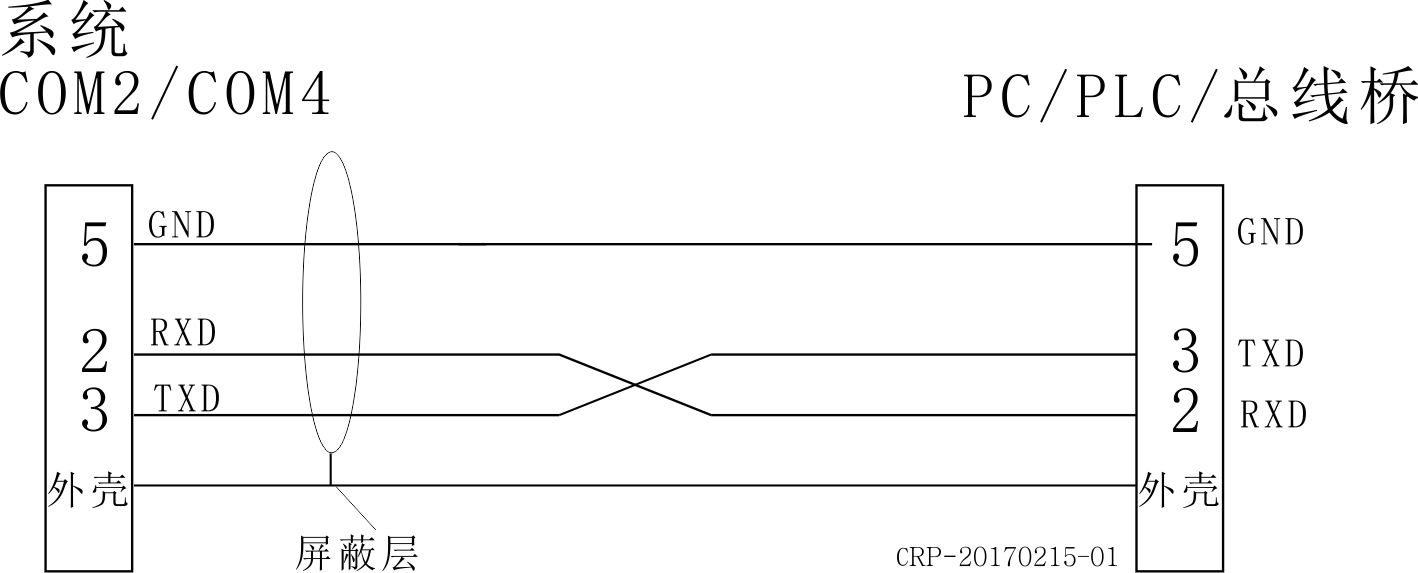 系统
COM2/COM4
PC/PLC/总线桥
5 GND
5 GND
2 RXD
3 TXD
3 TXD
2 RXD
外壳
外壳
屏蔽层
CRP-20170215-01